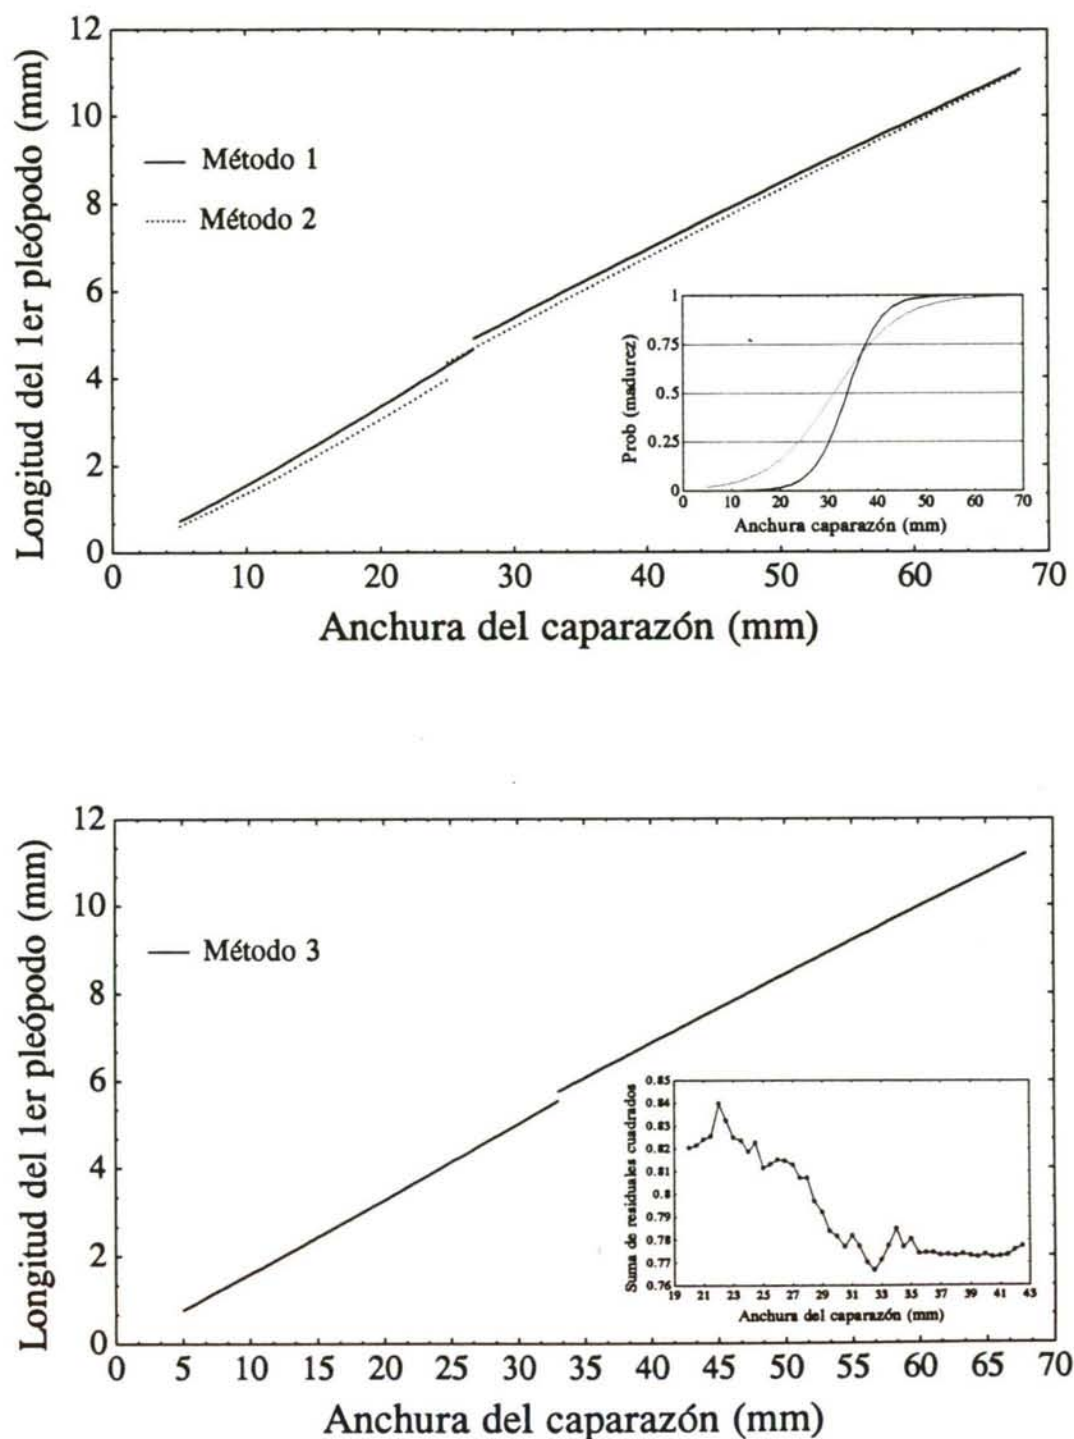 Longitud del 1er pleópodo (mm)
12
10
8
6
4
2
0
Método 1
Método 2
Prob (madurez)
1
0.75
0.5
0.25
0
0 10 20 30 40 50 60 70
Anchura caparazón (mm)
0 10 20 30 40 50 60 70
Anchura del caparazón (mm)
Longitud del 1er pleópodo (mm)
12
10
8
6
4
2
0
Método 3
Suma de residuales cuadrados
0.85
0.84
0.83
0.82
0.81
0.8
0.79
0.78
0.77
0.76
19 21 23 25 27 29 31 33 35 37 39 41 43
Anchura del caparazón (mm)
0 5 10 15 20 25 30 35 40 45 50 55 60 65 70
Anchura del caparazón (mm)